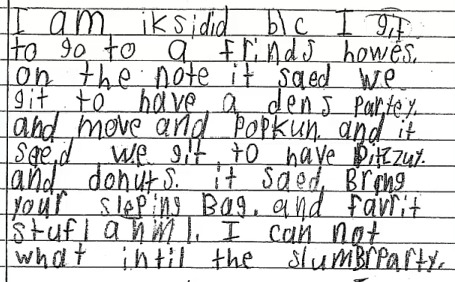 I am iksidid b/c I git
to go to a frinds howes.
on the note it saed we
git to have a dens partey.
and move and popkun. and it
saed we git to have Pitzzuy.
and donuts. it saed Brng
your sleping Bag. and favrit
stufl anml. I can not
what intil the slumBrParty.